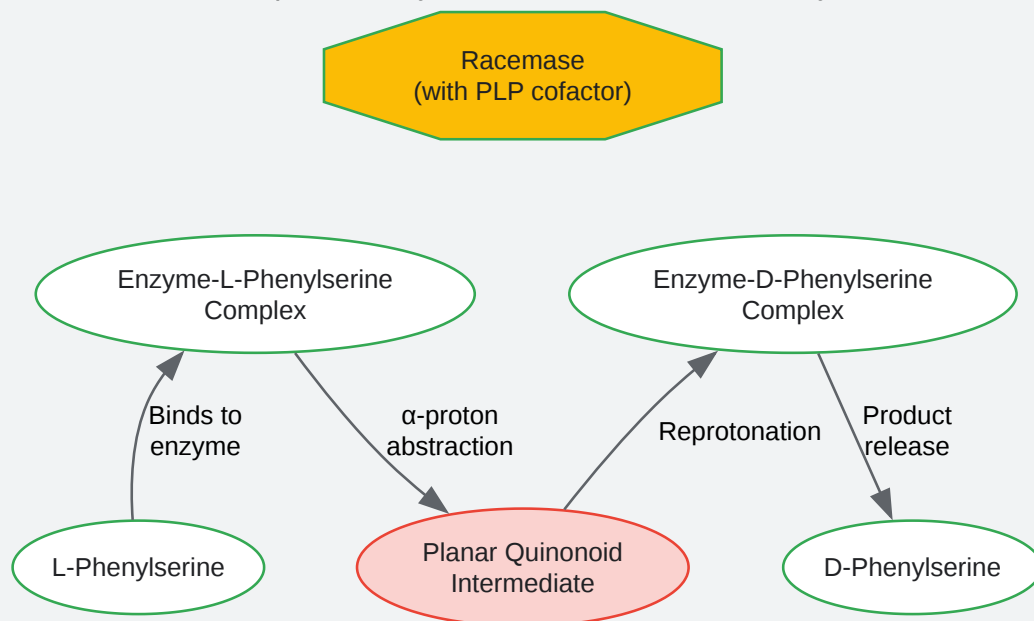 Racemase
(with PLP cofactor)
Enzyme-L-Phenylserine
Complex
Enzyme-D-Phenylserine
Complex
Binds to
enzyme
α-proton
abstraction
Reprotonation
Product
release
L-Phenylserine
Planar Quinonoid
Intermediate
D-Phenylserine